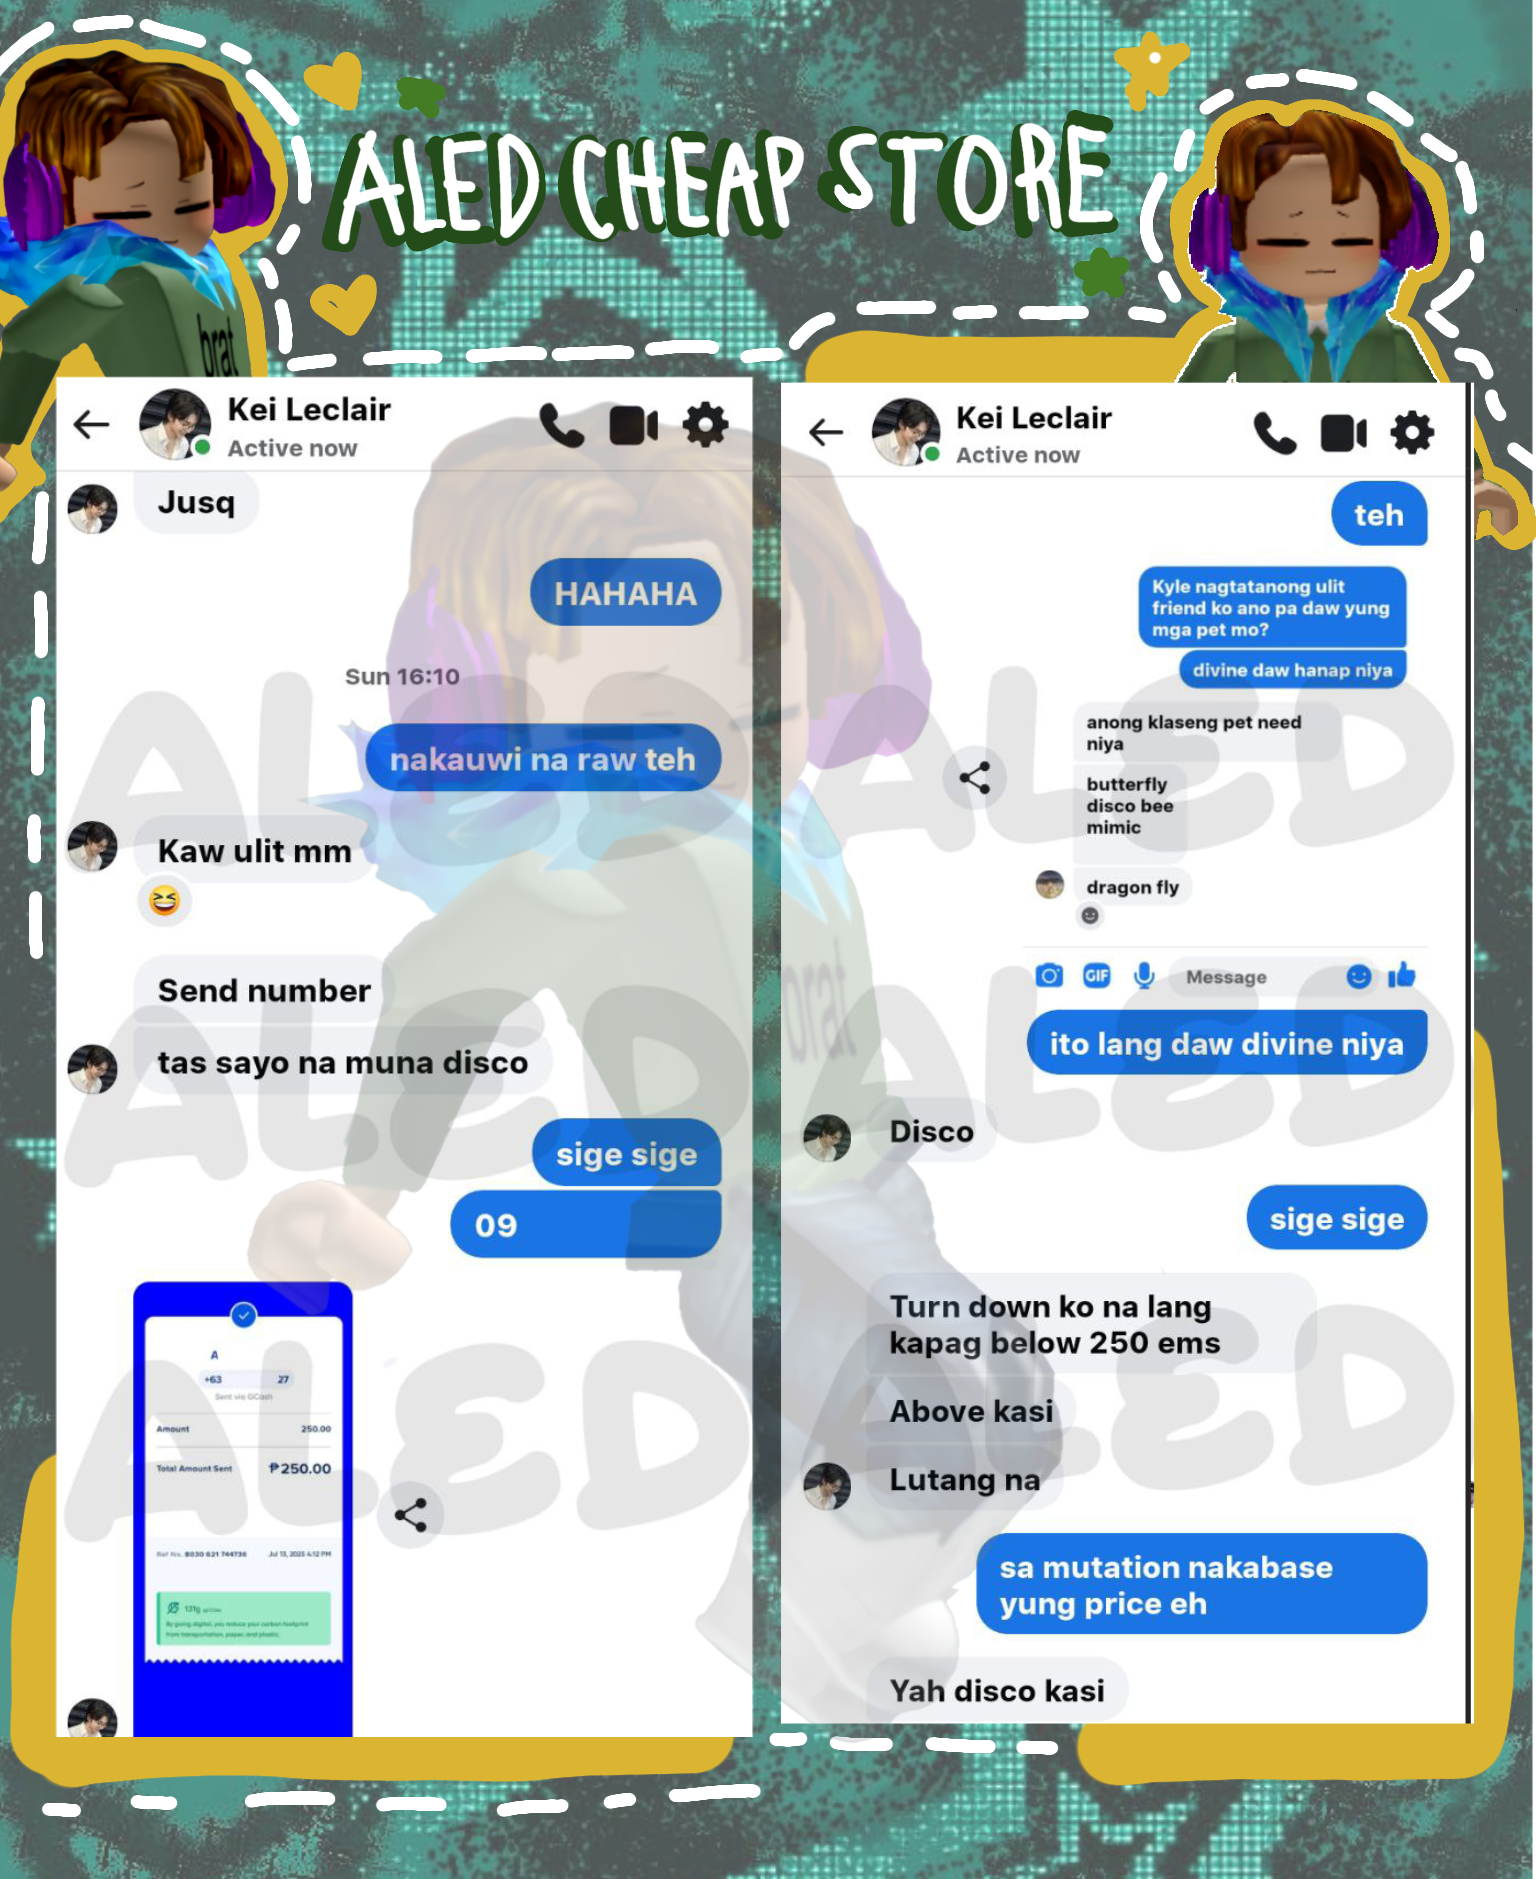 ALED CHEAP STORE
brat
Kei Leclair
Active now
Jusq
HAHAHA
Sun 16:10
nakauwi na raw teh
Kaw ulit mm
Send number
tas sayo na muna disco
sige sige
09
A
+63 27
Sent via GCash
Amount 250.00
Total Amount Sent ₱250.00
Ref No. 8030 621 744736 Jul 13, 2025 4:12 PM
131g
By going digital, you reduce your carbon footprint
from transportation, paper, and plastic.
Kei Leclair
Active now
teh
Kyle nagtatanong ulit
friend ko ano pa daw yung
mga pet mo?
divine daw hanap niya
anong klaseng pet need
niya
butterfly
disco bee
mimic
dragon fly
GIF
Message
ito lang daw divine niya
Disco
sige sige
Turn down ko na lang
kapag below 250 ems
Above kasi
Lutang na
sa mutation nakabase
yung price eh
Yah disco kasi
ALED ALED
ALED ALED
ALED ALED
brat